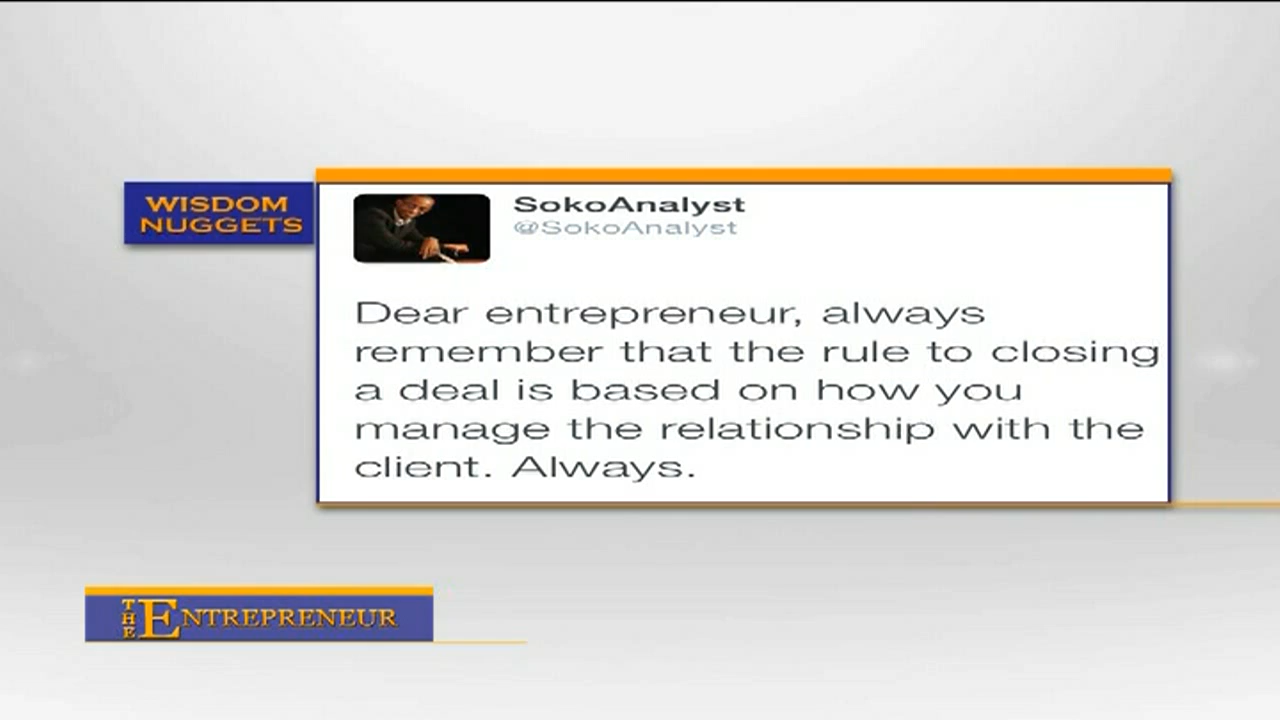 WISDOM
NUGGETS
SokoAnalyst
@SokoAnalyst
Dear entrepreneur, always
remember that the rule to closing
a deal is based on how you
manage the relationship with the
client. Always.
THE ENTREPRENEUR